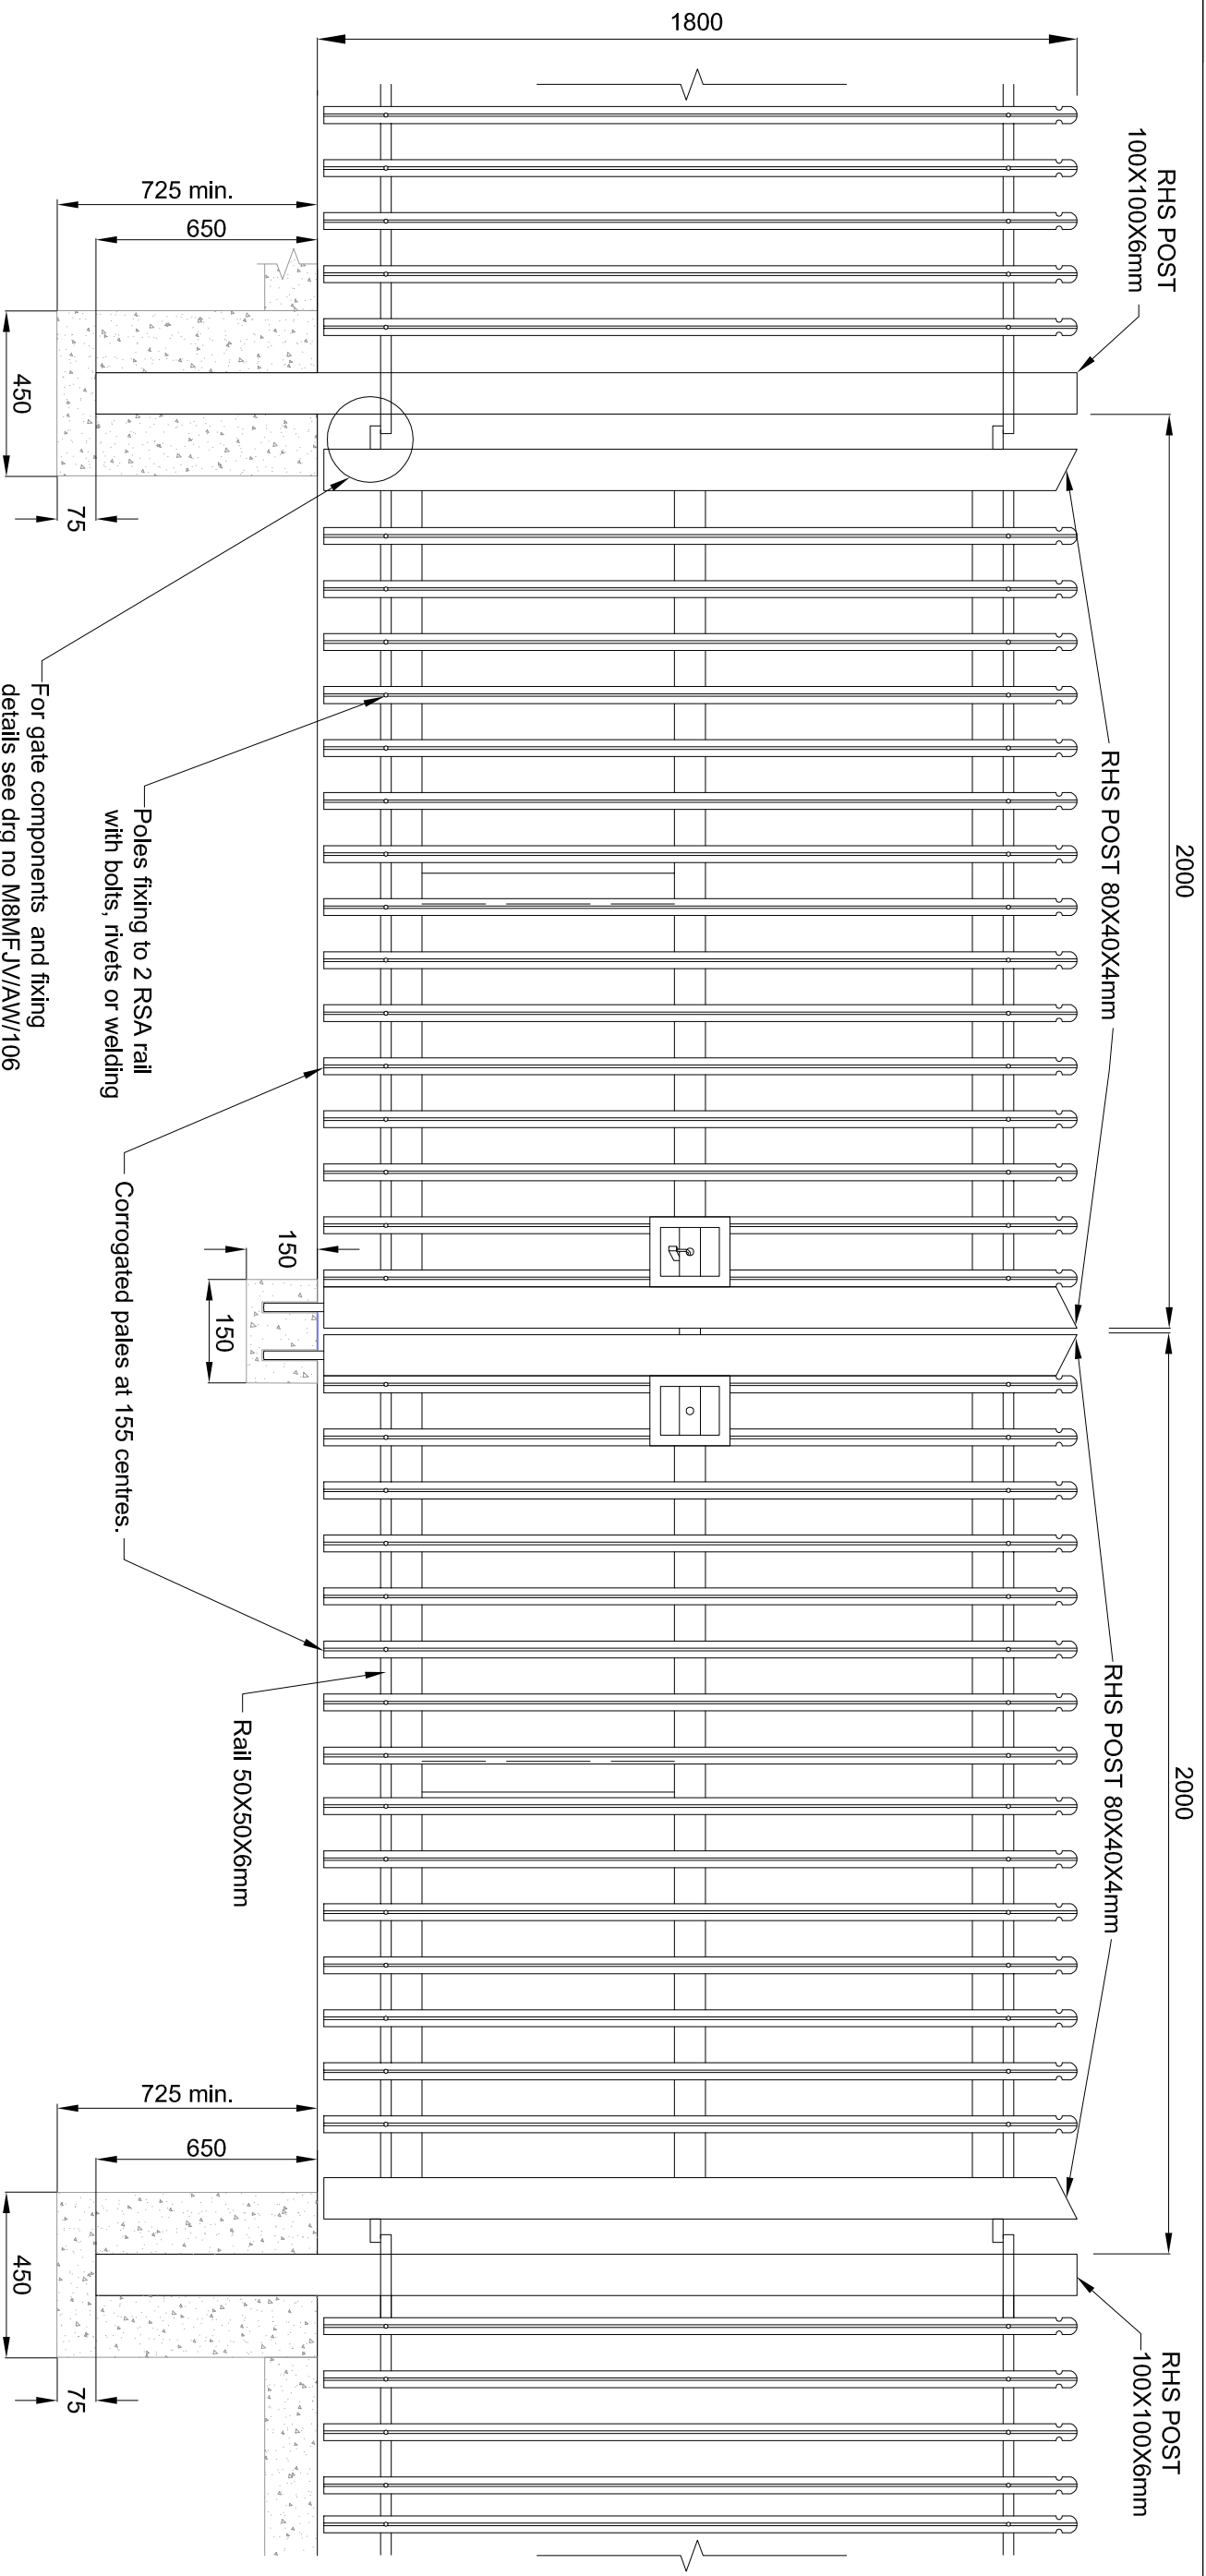 2000
2000
RHS POST
100X100X6mm
RHS POST 80X40X4mm
RHS POST 80X40X4mm
RHS POST
100X100X6mm
1800
725 min.
650
450
75
150
150
725 min.
650
450
75
Rail 50X50X6mm
Corrogated pales at 155 centres.
Poles fixing to 2 RSA rail
with bolts, rivets or welding
For gate components and fixing
details see drg no M8MFJV/AW/106